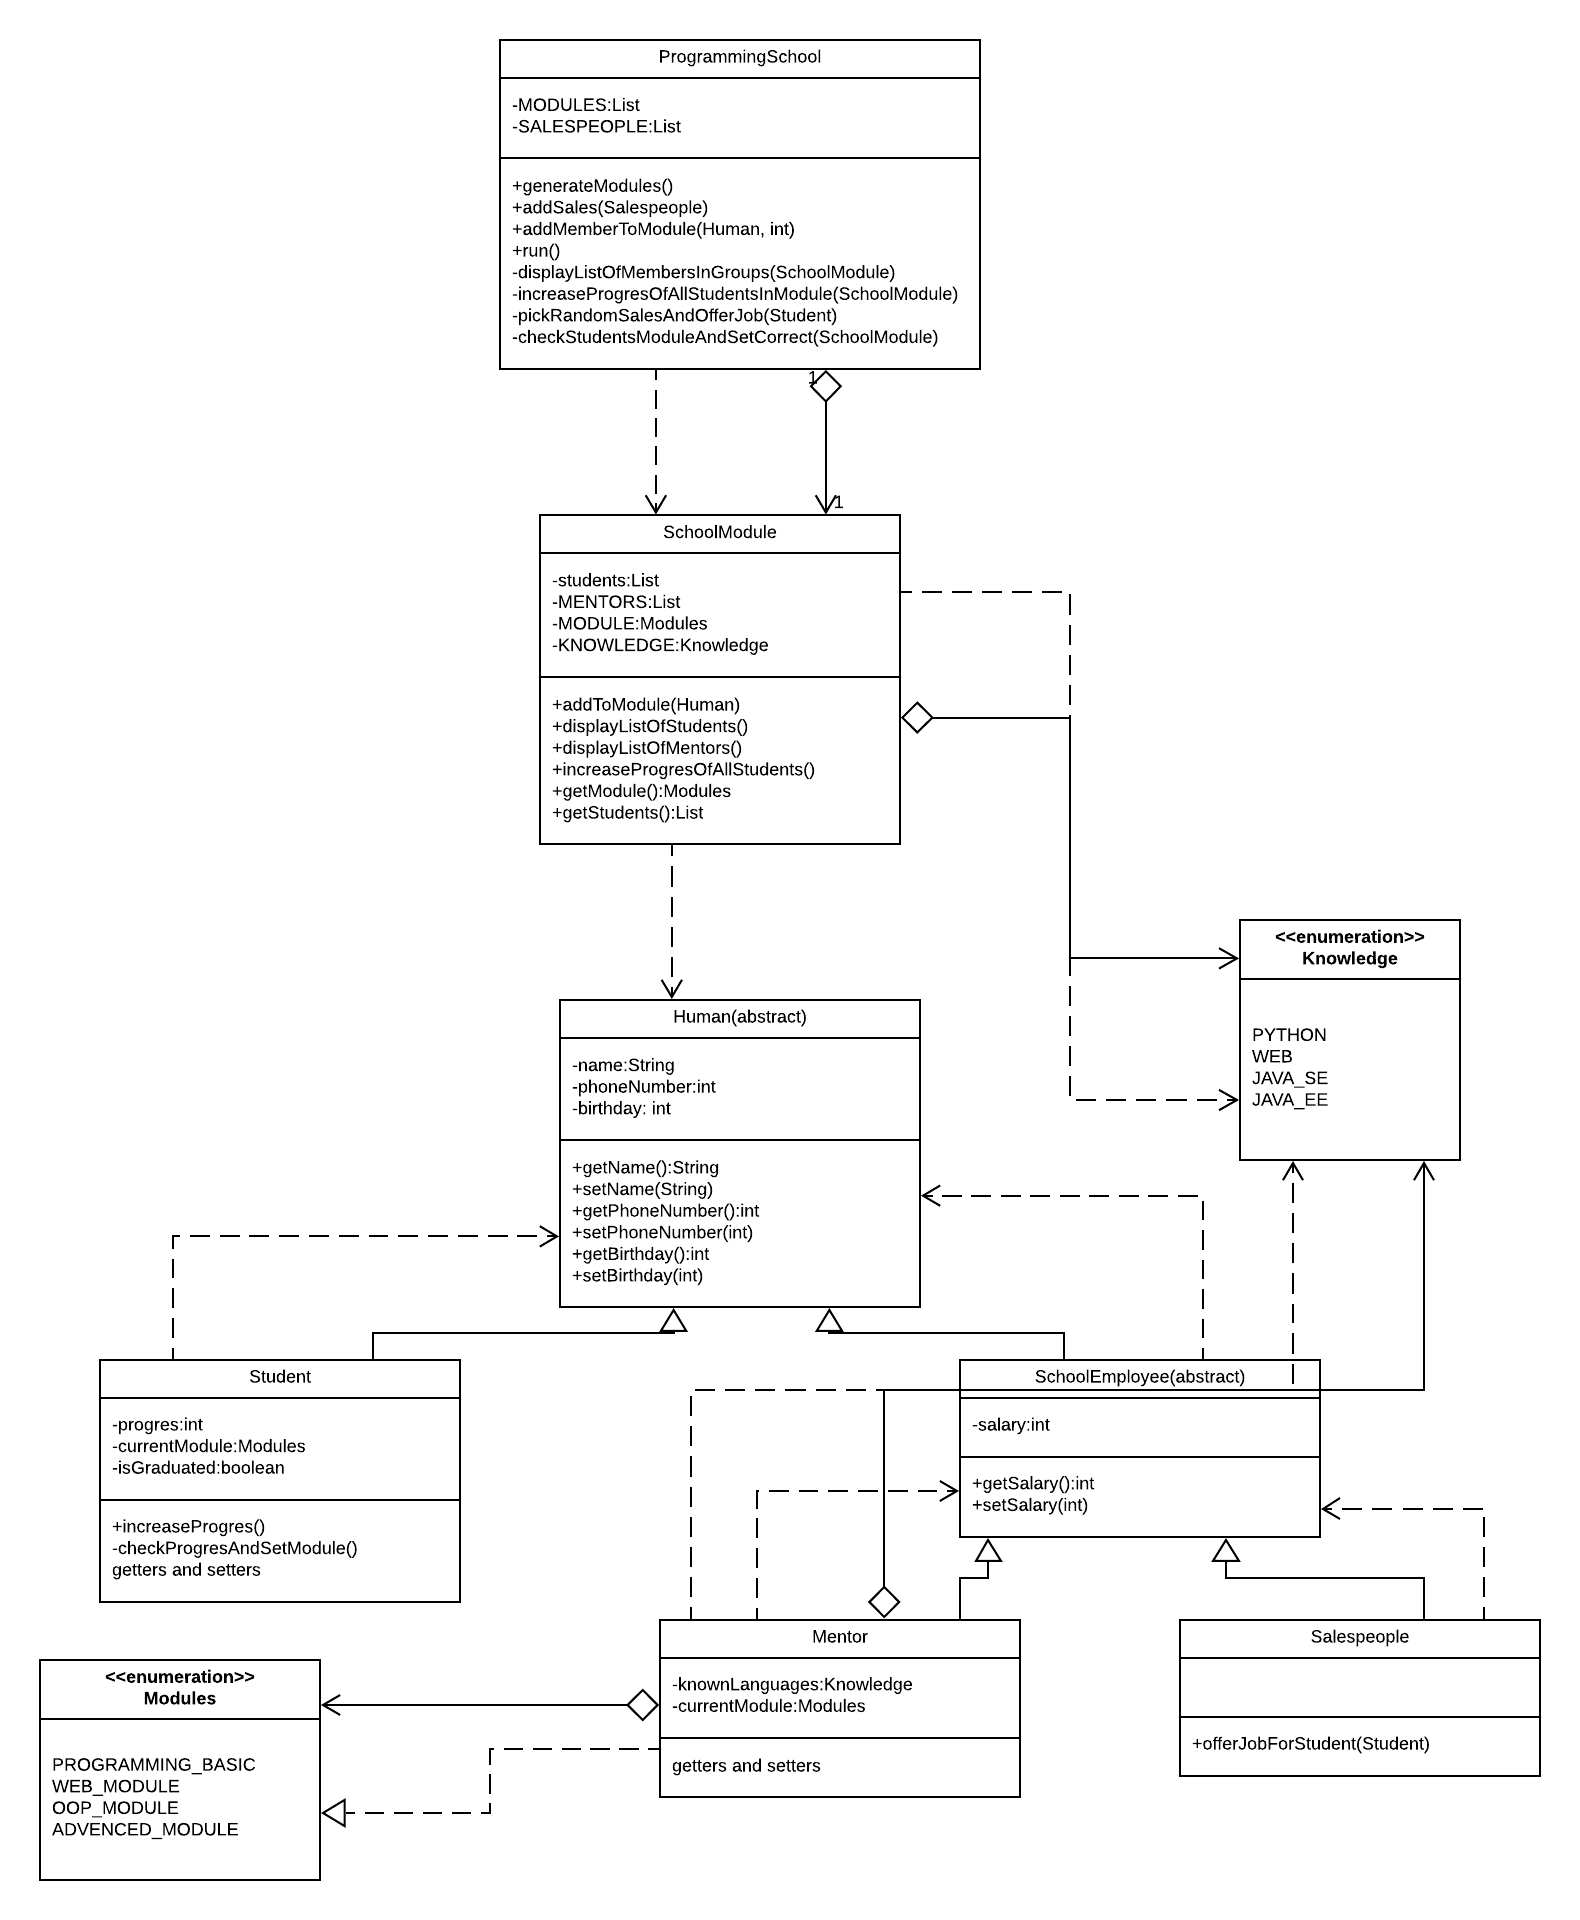 ProgrammingSchool
-MODULES:List
-SALESPEOPLE:List
+generateModules()
+addSales(Salespeople)
+addMemberToModule(Human, int)
+run()
-displayListOfMembersInGroups(SchoolModule)
-increaseProgresOfAllStudentsInModule(SchoolModule)
-pickRandomSalesAndOfferJob(Student)
-checkStudentsModuleAndSetCorrect(SchoolModule)
1
1
SchoolModule
-students:List
-MENTORS:List
-MODULE:Modules
-KNOWLEDGE:Knowledge
+addToModule(Human)
+displayListOfStudents()
+displayListOfMentors()
+increaseProgresOfAllStudents()
+getModule():Modules
+getStudents():List
<<enumeration>>
Knowledge
PYTHON
WEB
JAVA_SE
JAVA_EE
Human(abstract)
-name:String
-phoneNumber:int
-birthday: int
+getName():String
+setName(String)
+getPhoneNumber():int
+setPhoneNumber(int)
+getBirthday():int
+setBirthday(int)
Student
-progres:int
-currentModule:Modules
-isGraduated:boolean
+increaseProgres()
-checkProgresAndSetModule()
getters and setters
SchoolEmployee(abstract)
-salary:int
+getSalary():int
+setSalary(int)
Mentor
-knownLanguages:Knowledge
-currentModule:Modules
getters and setters
Salespeople
+offerJobForStudent(Student)
<<enumeration>>
Modules
PROGRAMMING_BASIC
WEB_MODULE
OOP_MODULE
ADVENCED_MODULE